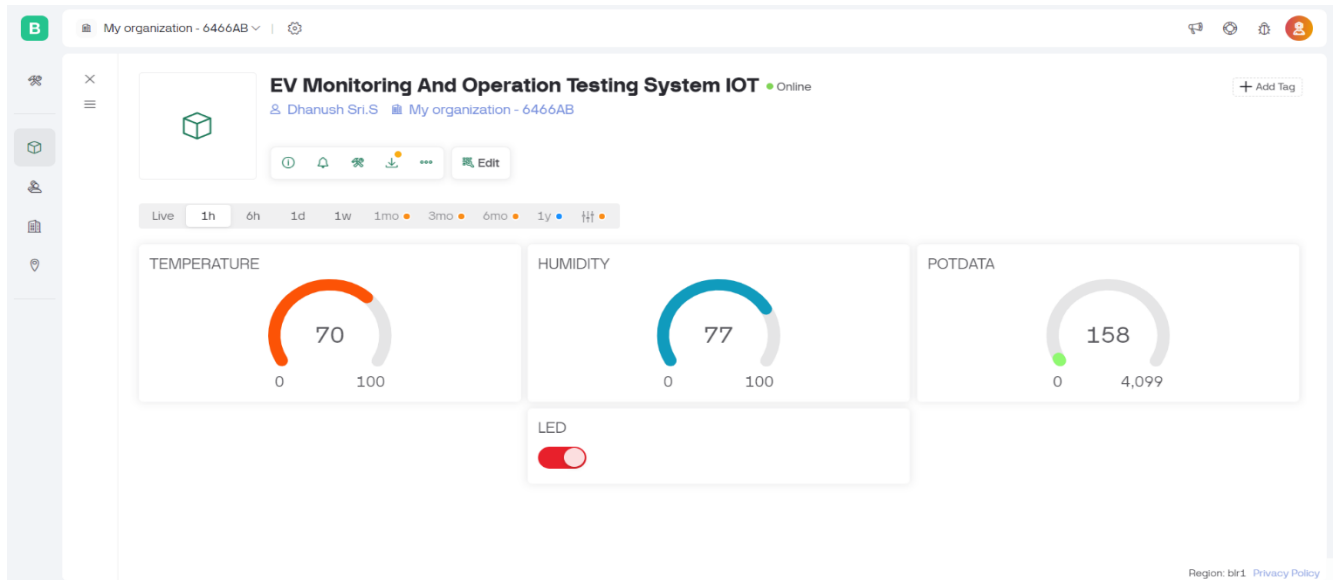 B My organization - 6466AB
EV Monitoring And Operation Testing System IOT Online
Dhanush Sri.S My organization - 6466AB
+ Add Tag
Edit
Live 1h 6h 1d 1w 1mo 3mo 6mo 1y
TEMPERATURE
70
0 100
HUMIDITY
77
0 100
POTDATA
158
0 4,099
LED
Region: blr1 Privacy Policy